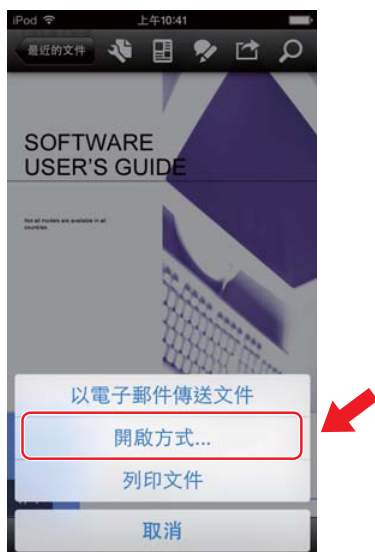 iPod 上午10:41
最近的文件
SOFTWARE
USER'S GUIDE
Not all models are available in all
countries.
以電子郵件傳送文件
開啟方式...
列印文件
取消